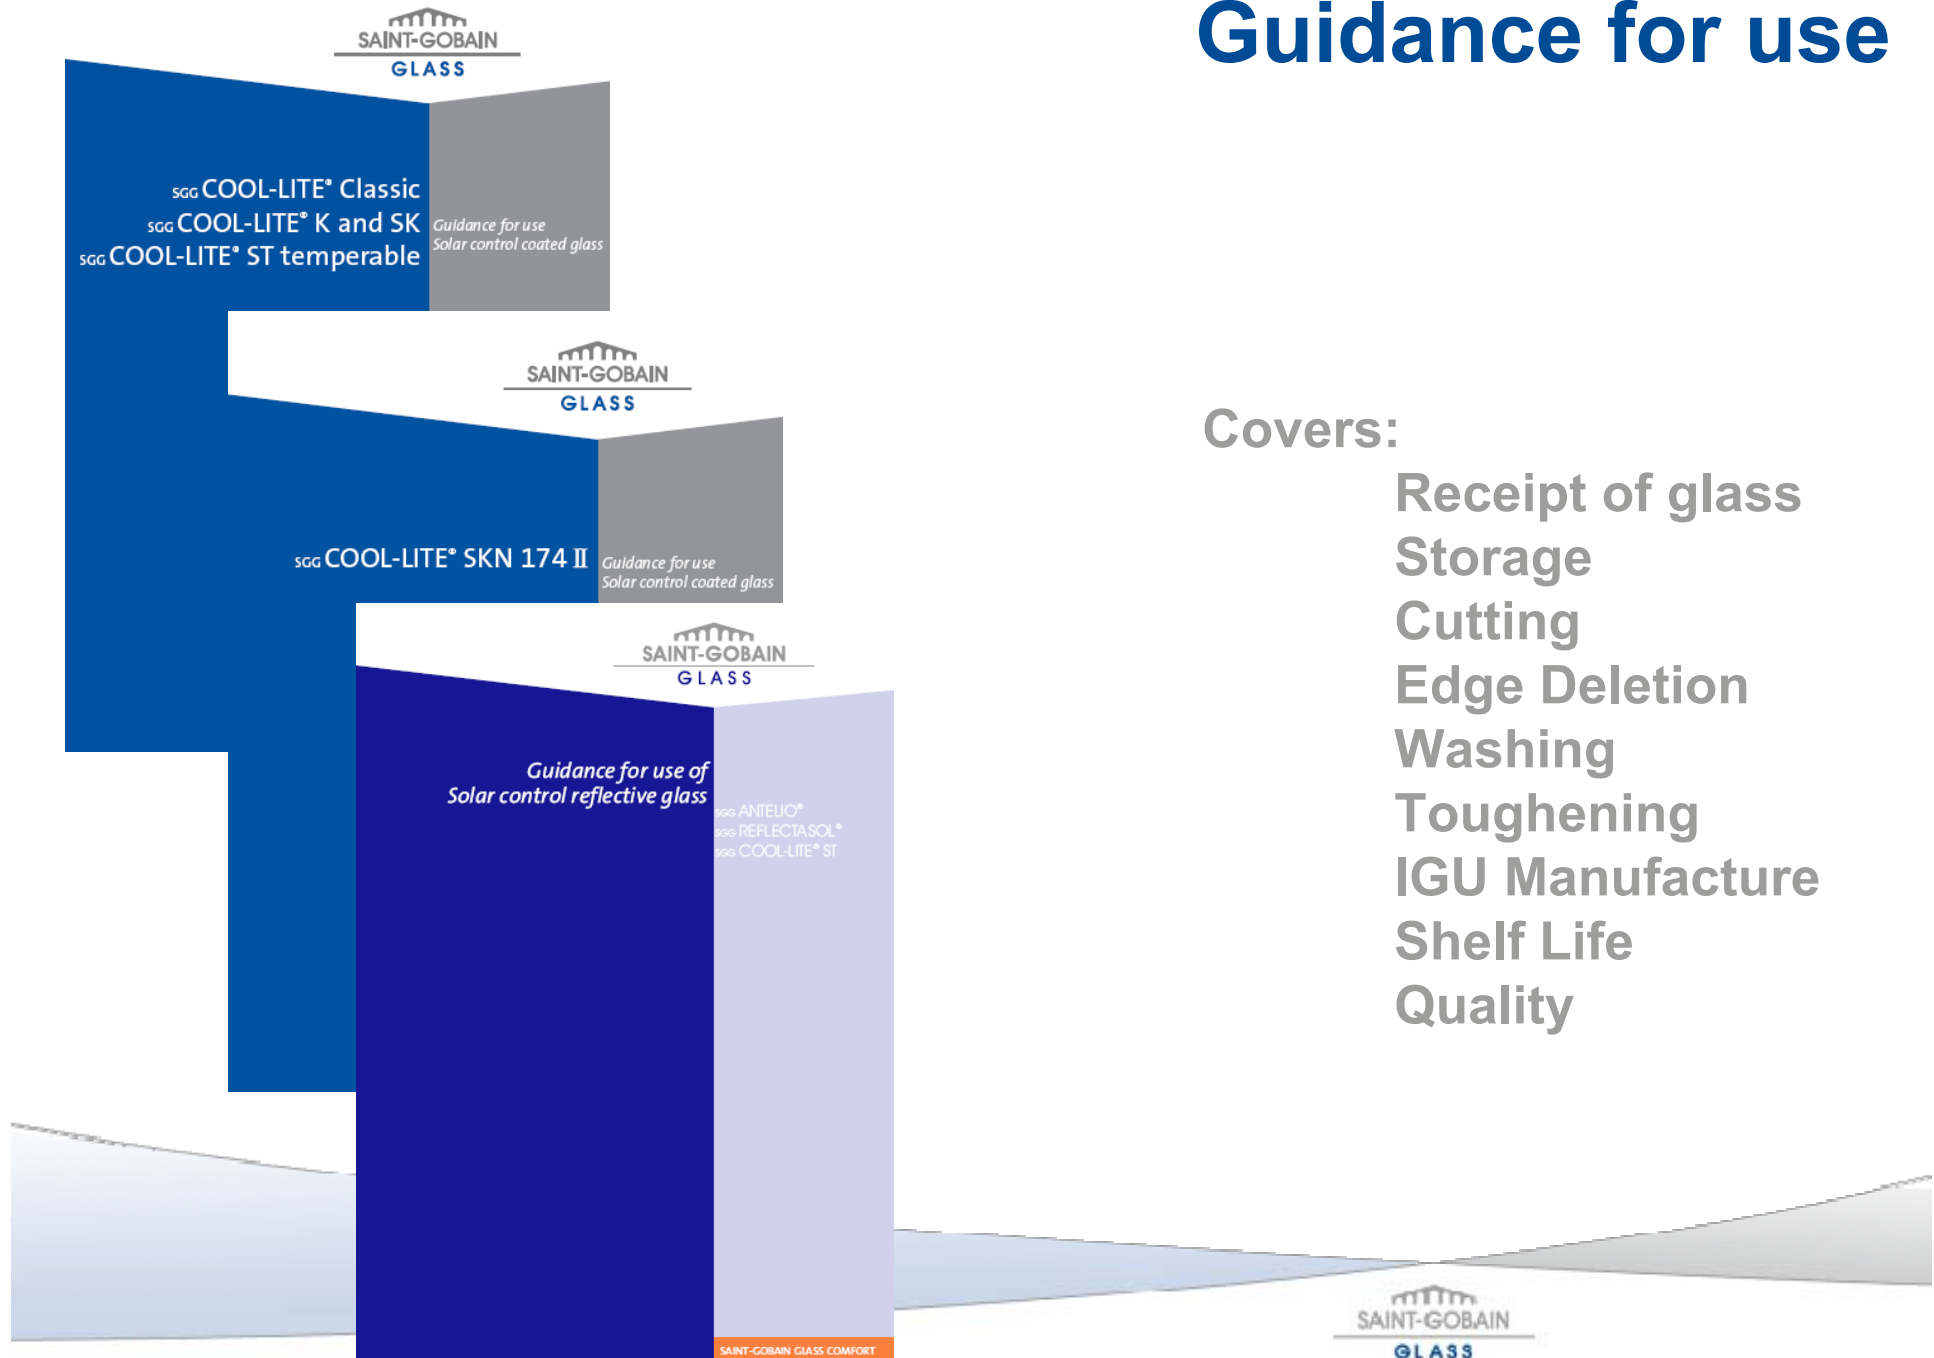 Guidance for use
SAINT-GOBAIN
GLASS
SGG COOL-LITE® Classic
SGG COOL-LITE® K and SK
SGG COOL-LITE® ST temperable
Guidance for use
Solar control coated glass
SAINT-GOBAIN
GLASS
SGG COOL-LITE® SKN 174 II
Guidance for use
Solar control coated glass
SAINT-GOBAIN
GLASS
Guidance for use of
Solar control reflective glass
SGG ANTELIO®
SGG REFLECTASOL®
SGG COOL-LITE® ST
SAINT-GOBAIN GLASS COMFORT
Covers:
Receipt of glass
Storage
Cutting
Edge Deletion
Washing
Toughening
IGU Manufacture
Shelf Life
Quality
SAINT-GOBAIN
GLASS